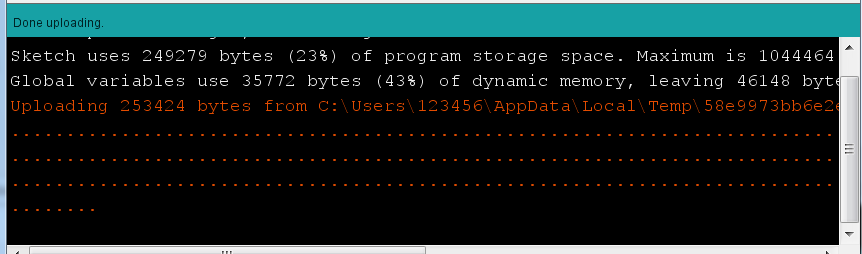 Done uploading.
Sketch uses 249279 bytes (23%) of program storage space. Maximum is 1044464
Global variables use 35772 bytes (43%) of dynamic memory, leaving 46148 byte
Uploading 253424 bytes from C:\Users\123456\AppData\Local\Temp\58e9973bb6e2e
...........................................................................
...........................................................................
...........................................................................
........